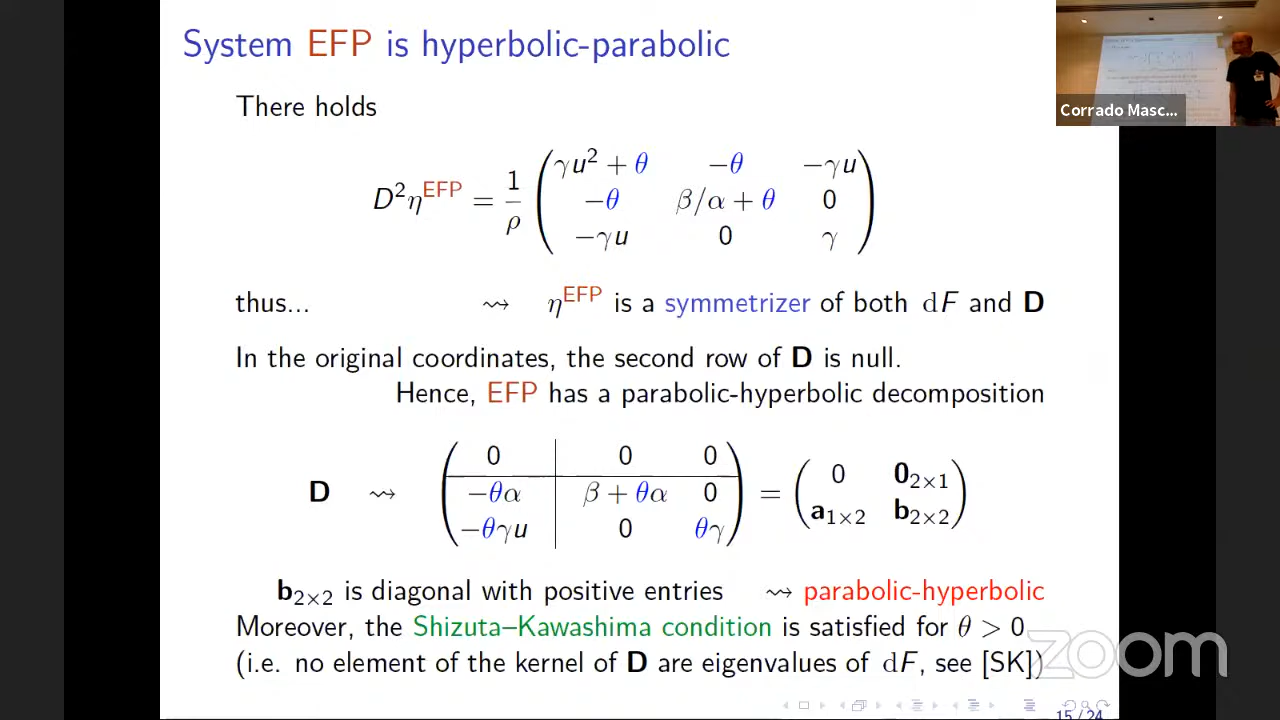 System EFP is hyperbolic-parabolic
Corrado Masc...
There holds
D²η^EFP = 1/ρ ( γu² + θ −θ −γu
−θ β/α + θ 0
−γu 0 γ )
thus... ⇝ η^EFP is a symmetrizer of both dF and D
In the original coordinates, the second row of D is null.
Hence, EFP has a parabolic-hyperbolic decomposition
D ⇝ ( 0 | 0 0
−θα | β + θα 0
−θγu | 0 θγ ) = ( 0 0_{2×1}
a_{1×2} b_{2×2} )
b_{2×2} is diagonal with positive entries ⇝ parabolic-hyperbolic
Moreover, the Shizuta–Kawashima condition is satisfied for θ > 0
(i.e. no element of the kernel of D are eigenvalues of dF, see [SK])
zoom
15 / 24